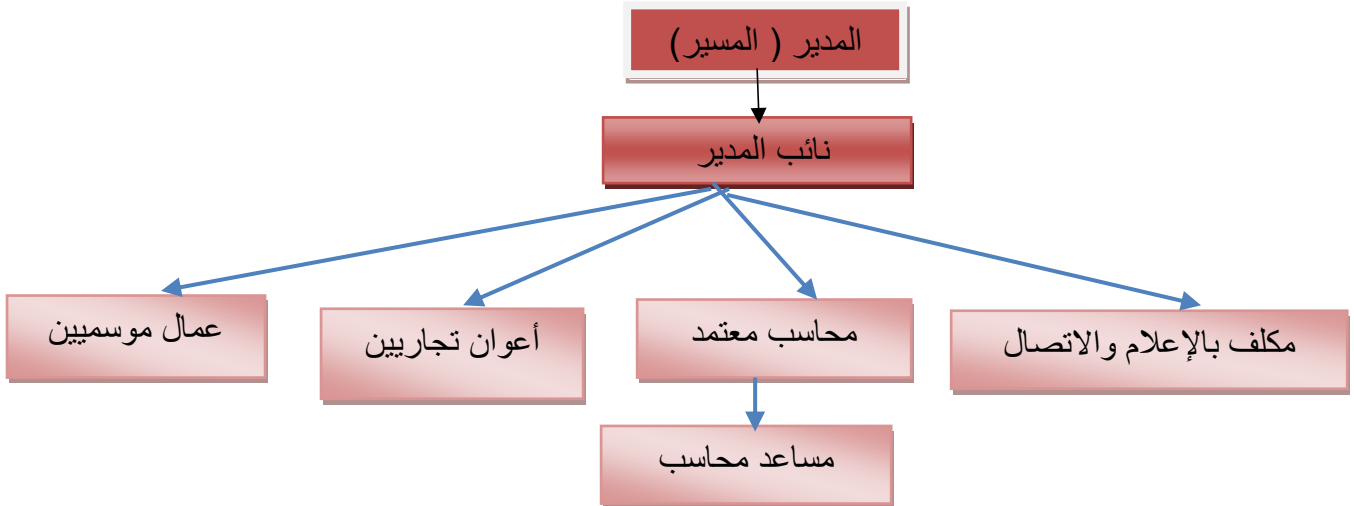 المدير ( المسير)
نائب المدير
مكلف بالإعلام والاتصال
محاسب معتمد
أعوان تجاريين
عمال موسميين
مساعد محاسب